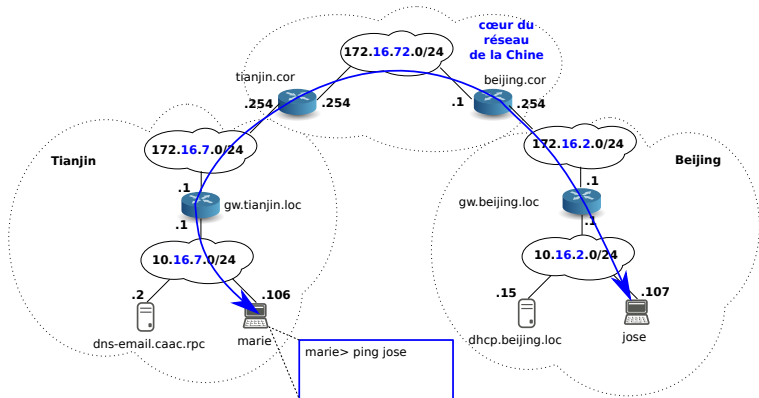 cœur du
réseau
de la Chine
172.16.72.0/24
tianjin.cor
beijing.cor
.254
.254
.1
.254
Tianjin
172.16.7.0/24
172.16.2.0/24
Beijing
.1
gw.tianjin.loc
.1
.1
gw.beijing.loc
.1
10.16.7.0/24
10.16.2.0/24
.2
.106
.15
.107
dns-email.caac.rpc
marie
dhcp.beijing.loc
jose
marie> ping jose